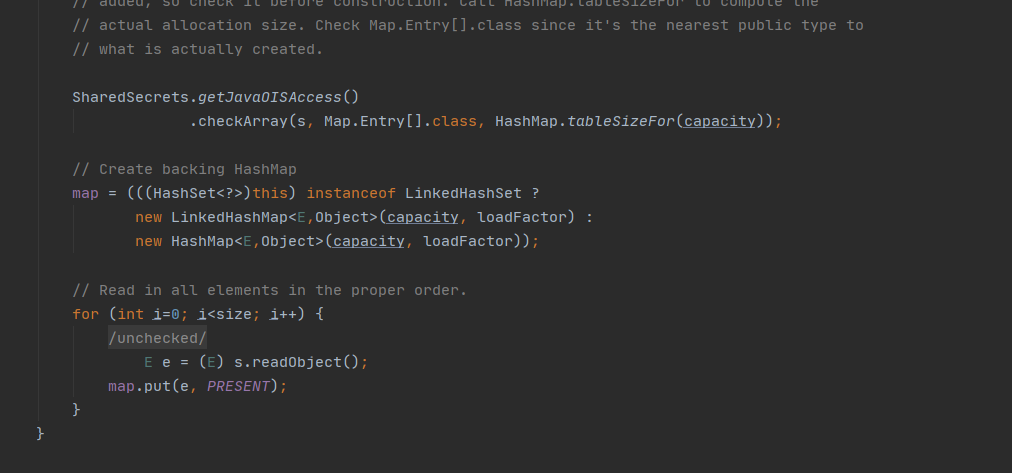 // added, so check it before construction. Call HashMap.tableSizeFor to compute the
// actual allocation size. Check Map.Entry[].class since it's the nearest public type to
// what is actually created.
SharedSecrets.getJavaOISAccess()
.checkArray(s, Map.Entry[].class, HashMap.tableSizeFor(capacity));
// Create backing HashMap
map = (((HashSet<?>)this) instanceof LinkedHashSet ?
new LinkedHashMap<E,Object>(capacity, loadFactor) :
new HashMap<E,Object>(capacity, loadFactor));
// Read in all elements in the proper order.
for (int i=0; i<size; i++) {
/unchecked/
E e = (E) s.readObject();
map.put(e, PRESENT);
}
}